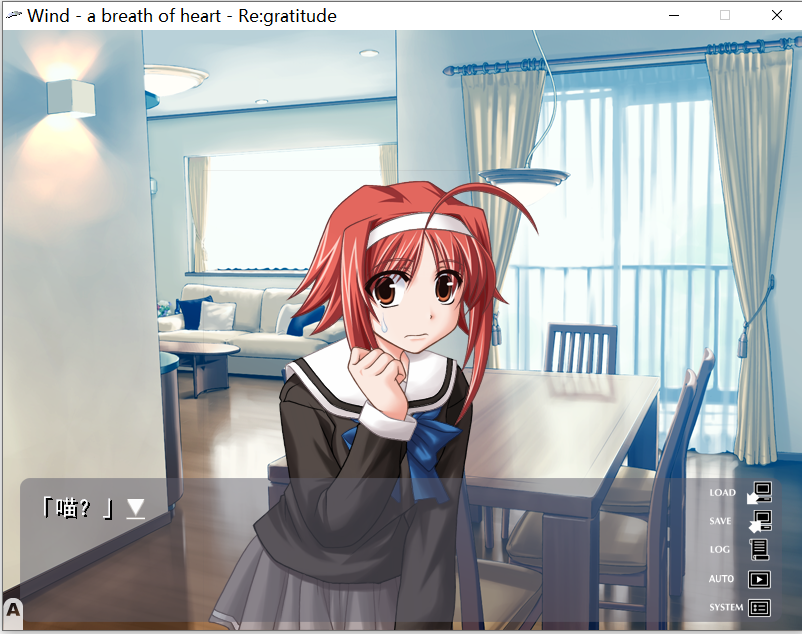 Wind - a breath of heart - Re:gratitude
「喵？」
LOAD
SAVE
LOG
AUTO
SYSTEM
A